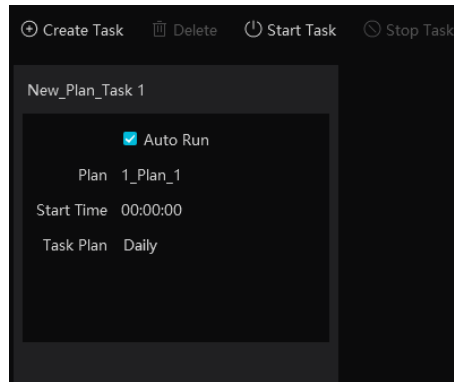 Create Task Delete Start Task Stop Task
New_Plan_Task 1
Auto Run
Plan 1_Plan_1
Start Time 00:00:00
Task Plan Daily